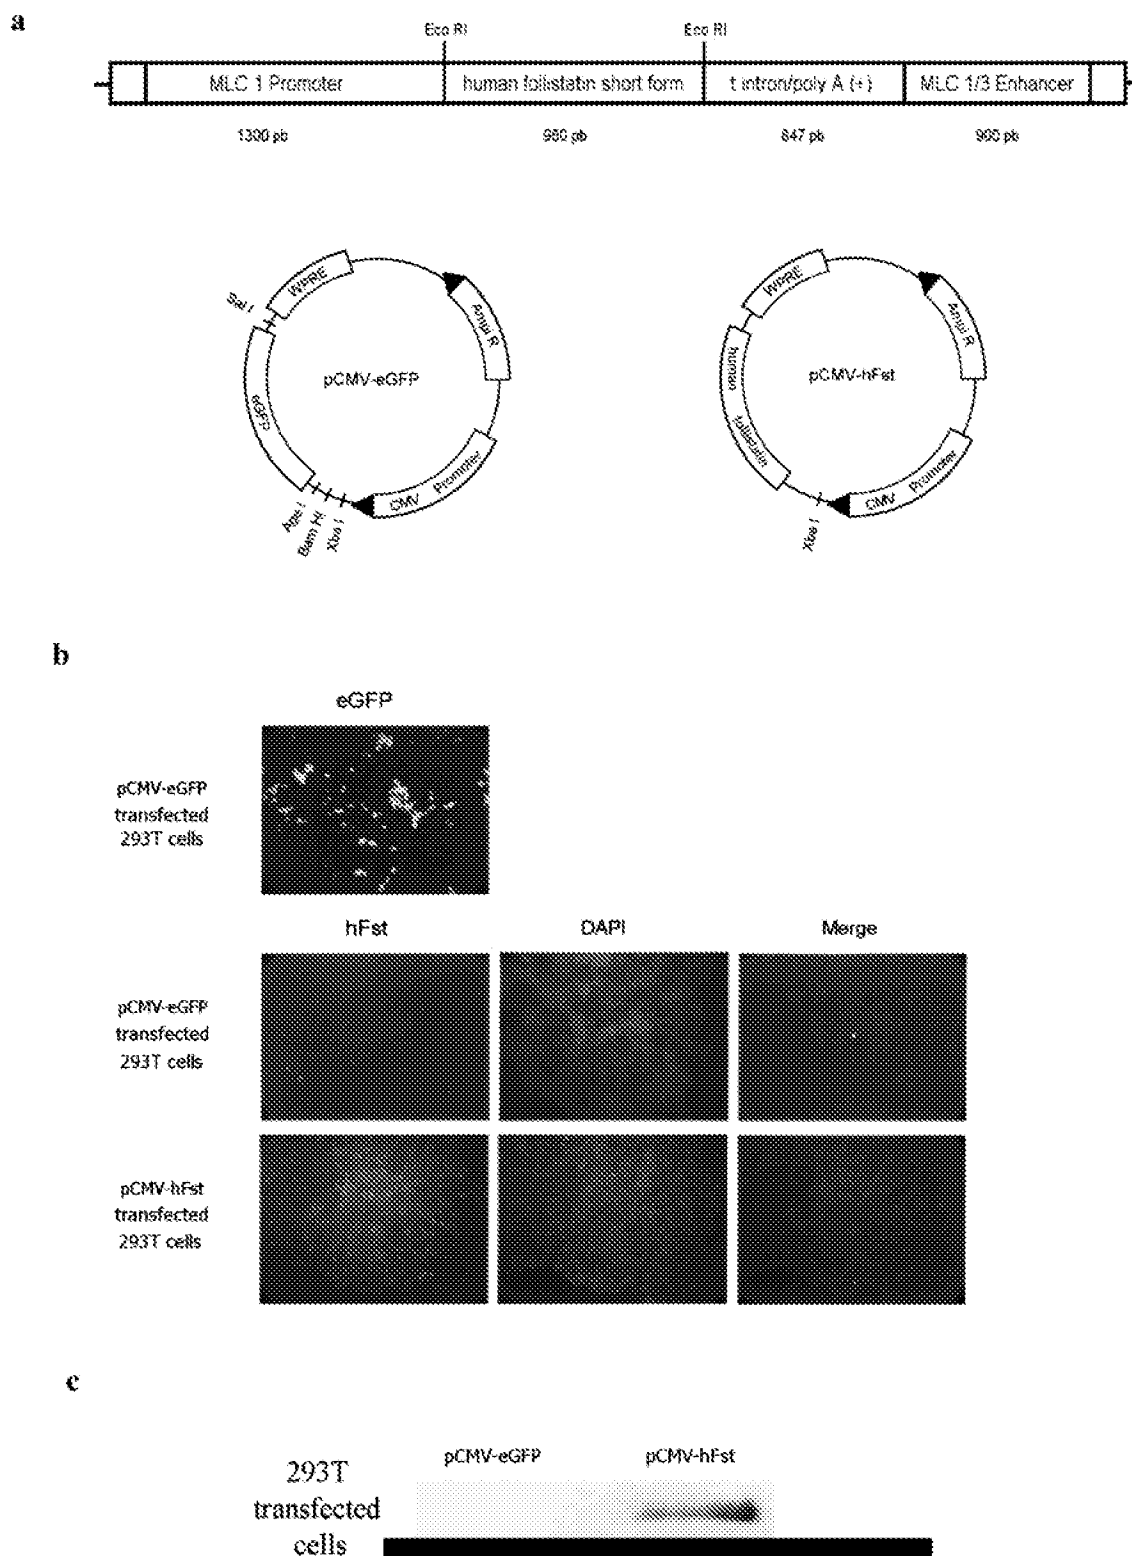 a
Eco RI
Eco RI
MLC 1 Promoter
human follistatin short form
t intron/poly A (+)
MLC 1/3 Enhancer
1300 pb
980 pb
847 pb
900 pb
WPRE
Sal I
eGFP
Age I
Bam HI
Xba I
CMV Promoter
Ampi R
pCMV-eGFP
WPRE
human
follistatin
Xba I
CMV Promoter
Ampi R
pCMV-hFst
b
eGFP
pCMV-eGFP
transfected
293T cells
hFst
DAPI
Merge
pCMV-eGFP
transfected
293T cells
pCMV-hFst
transfected
293T cells
c
pCMV-eGFP
pCMV-hFst
293T
transfected
cells